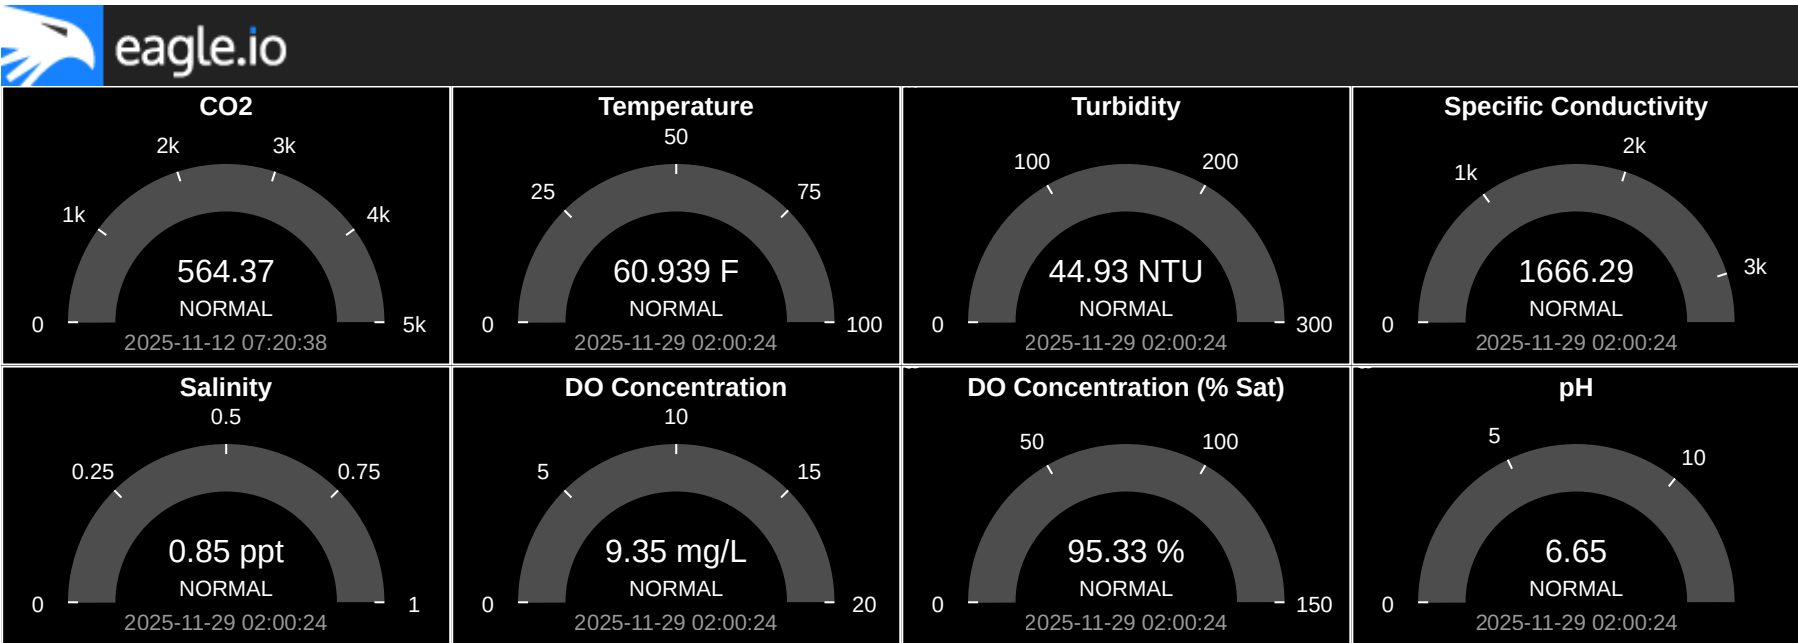 eagle.io
CO2
2k
3k
1k
4k
0
5k
564.37
NORMAL
2025-11-12 07:20:38
Temperature
50
25
75
0
100
60.939 F
NORMAL
2025-11-29 02:00:24
Turbidity
100
200
0
300
44.93 NTU
NORMAL
2025-11-29 02:00:24
Specific Conductivity
2k
1k
3k
0
1666.29
NORMAL
2025-11-29 02:00:24
Salinity
0.5
0.25
0.75
0
1
0.85 ppt
NORMAL
2025-11-29 02:00:24
DO Concentration
10
5
15
0
20
9.35 mg/L
NORMAL
2025-11-29 02:00:24
DO Concentration (% Sat)
50
100
0
150
95.33 %
NORMAL
2025-11-29 02:00:24
pH
5
10
0
6.65
NORMAL
2025-11-29 02:00:24